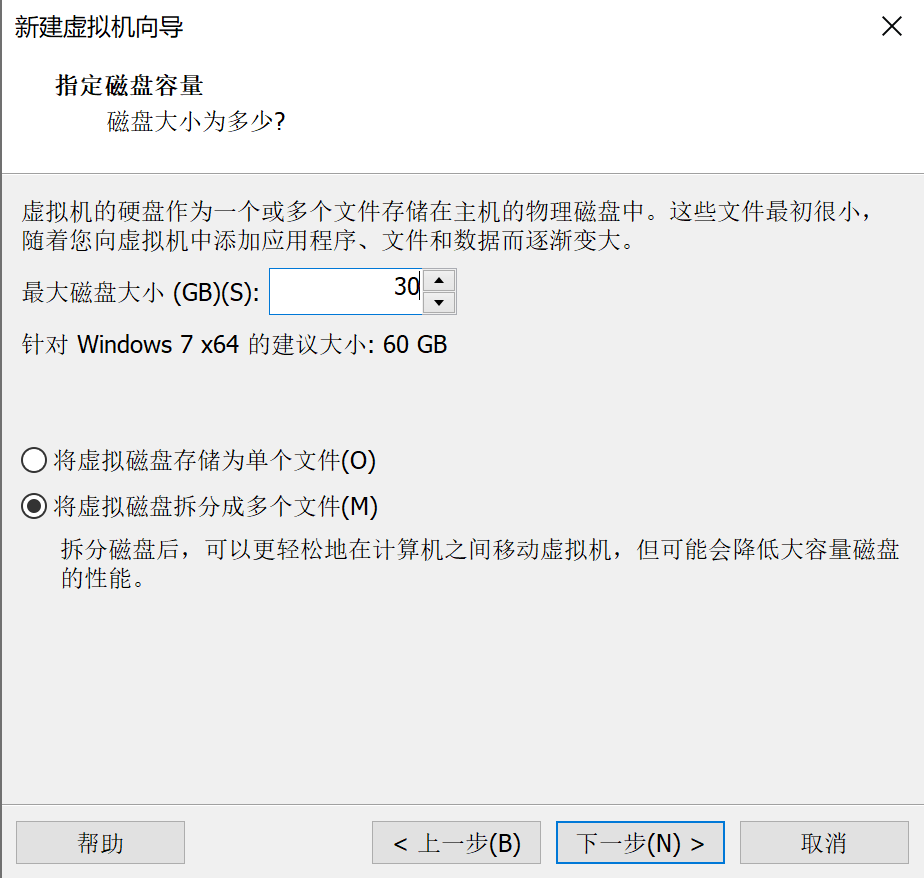 新建虚拟机向导
指定磁盘容量
磁盘大小为多少?
虚拟机的硬盘作为一个或多个文件存储在主机的物理磁盘中。这些文件最初很小，
随着您向虚拟机中添加应用程序、文件和数据而逐渐变大。
最大磁盘大小 (GB)(S): 30
针对 Windows 7 x64 的建议大小: 60 GB
将虚拟磁盘存储为单个文件(O)
将虚拟磁盘拆分成多个文件(M)
拆分磁盘后，可以更轻松地在计算机之间移动虚拟机，但可能会降低大容量磁盘
的性能。
帮助 < 上一步(B) 下一步(N) > 取消